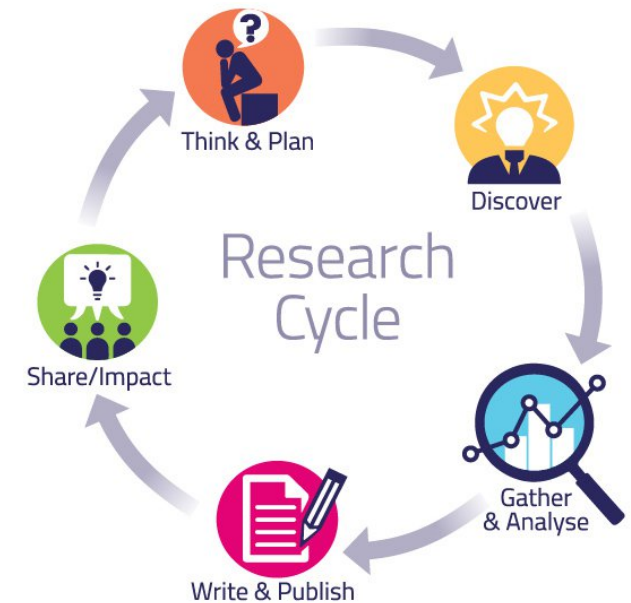 ?
Think & Plan
Discover
Research
Cycle
Share/Impact
Gather
& Analyse
Write & Publish